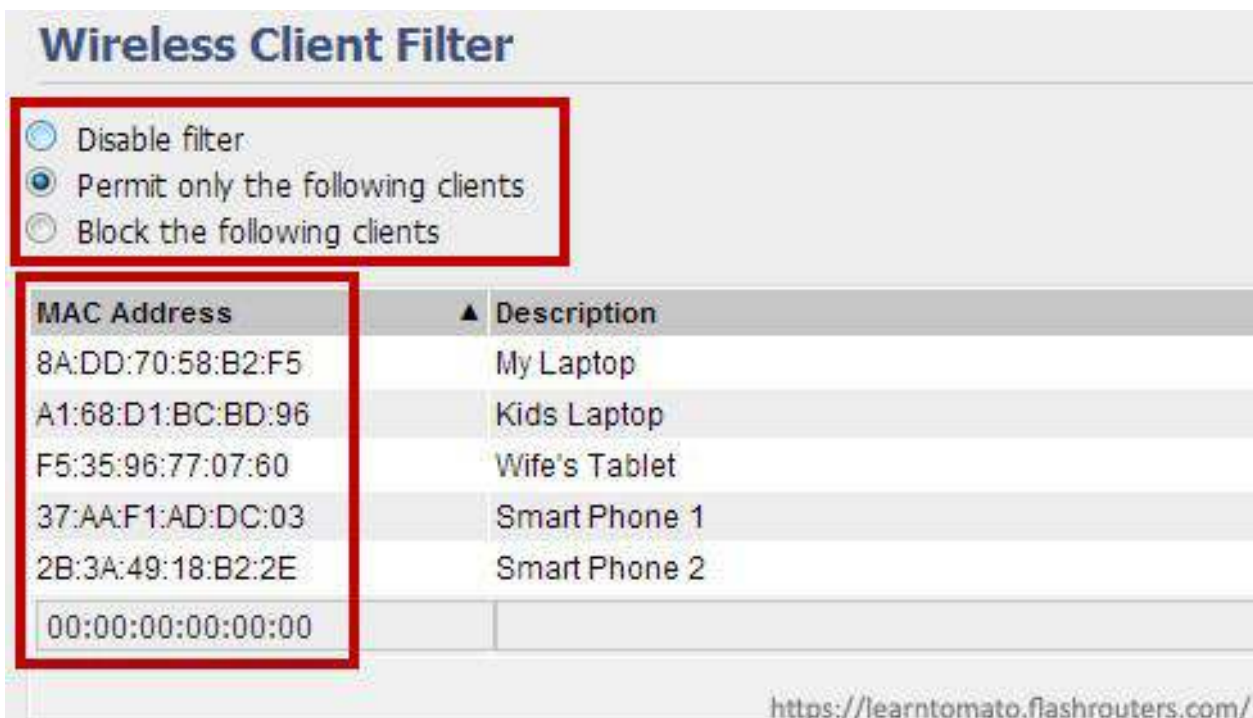 Wireless Client Filter
Disable filter
Permit only the following clients
Block the following clients
MAC Address ▲ Description
8A:DD:70:58:B2:F5 My Laptop
A1:68:D1:BC:BD:96 Kids Laptop
F5:35:96:77:07:60 Wife's Tablet
37:AA:F1:AD:DC:03 Smart Phone 1
2B:3A:49:18:B2:2E Smart Phone 2
00:00:00:00:00:00
https://learntomato.flashrouters.com/